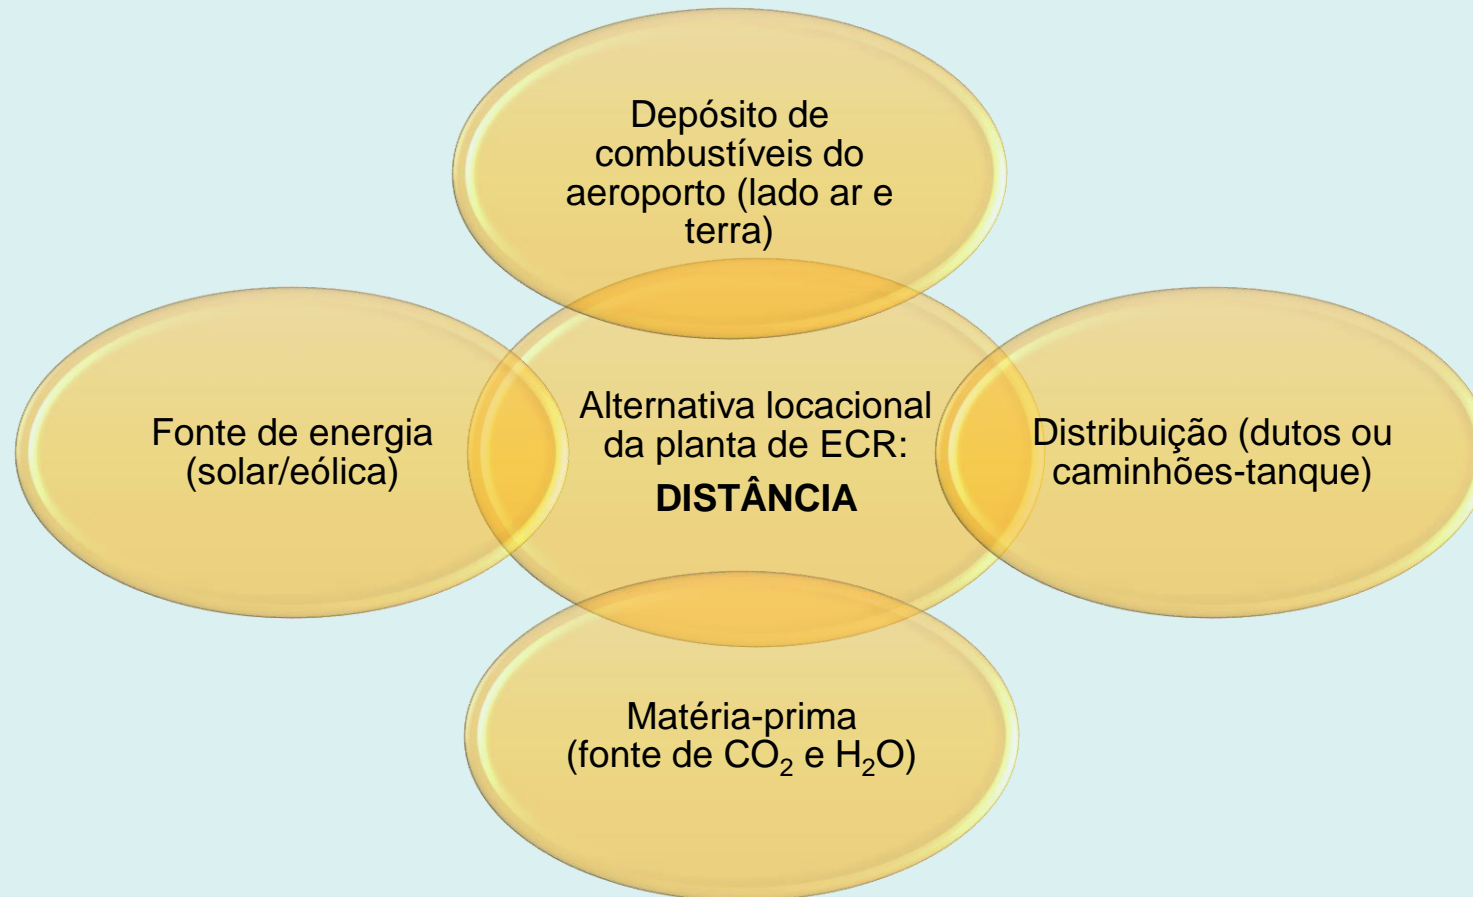 Depósito de
combustíveis do
aeroporto (lado ar e
terra)
Fonte de energia
(solar/eólica)
Alternativa locacional
da planta de ECR:
DISTÂNCIA
Distribuição (dutos ou
caminhões-tanque)
Matéria-prima
(fonte de CO₂ e H₂O)